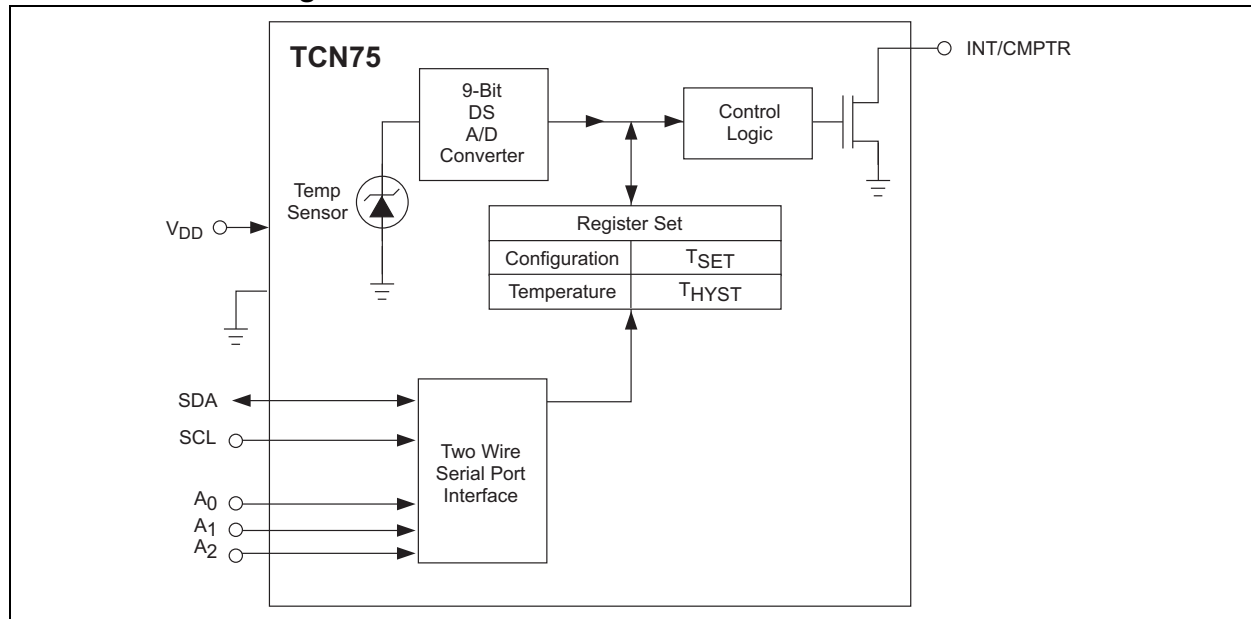 TCN75
INT/CMPTR
9-Bit
DS
A/D
Converter
Control
Logic
Temp
Sensor
VDD
Register Set
Configuration TSET
Temperature THYST
SDA
SCL
A0
A1
A2
Two Wire
Serial Port
Interface